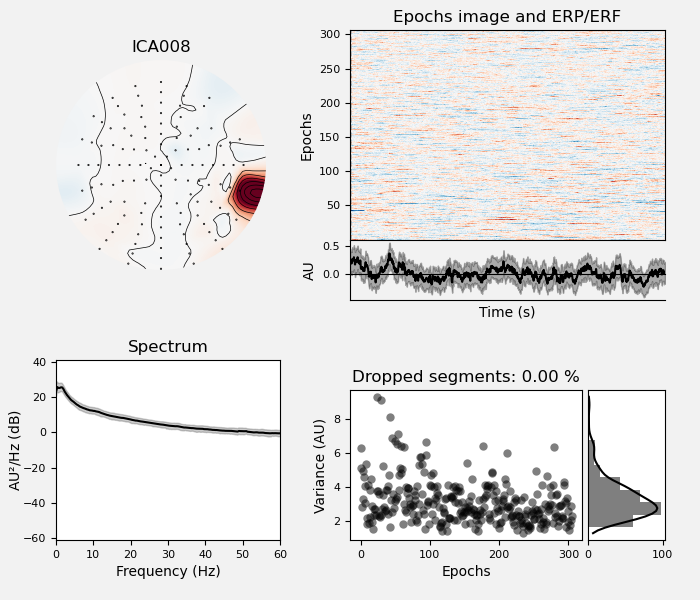 ICA008
Epochs image and ERP/ERF
300
250
200
150
100
50
Epochs
0.5
0.0
AU
Time (s)
Spectrum
40
20
0
−20
−40
−60
AU²/Hz (dB)
0 10 20 30 40 50 60
Frequency (Hz)
Dropped segments: 0.00 %
8
6
4
2
Variance (AU)
0 100 200 300
Epochs
0 100